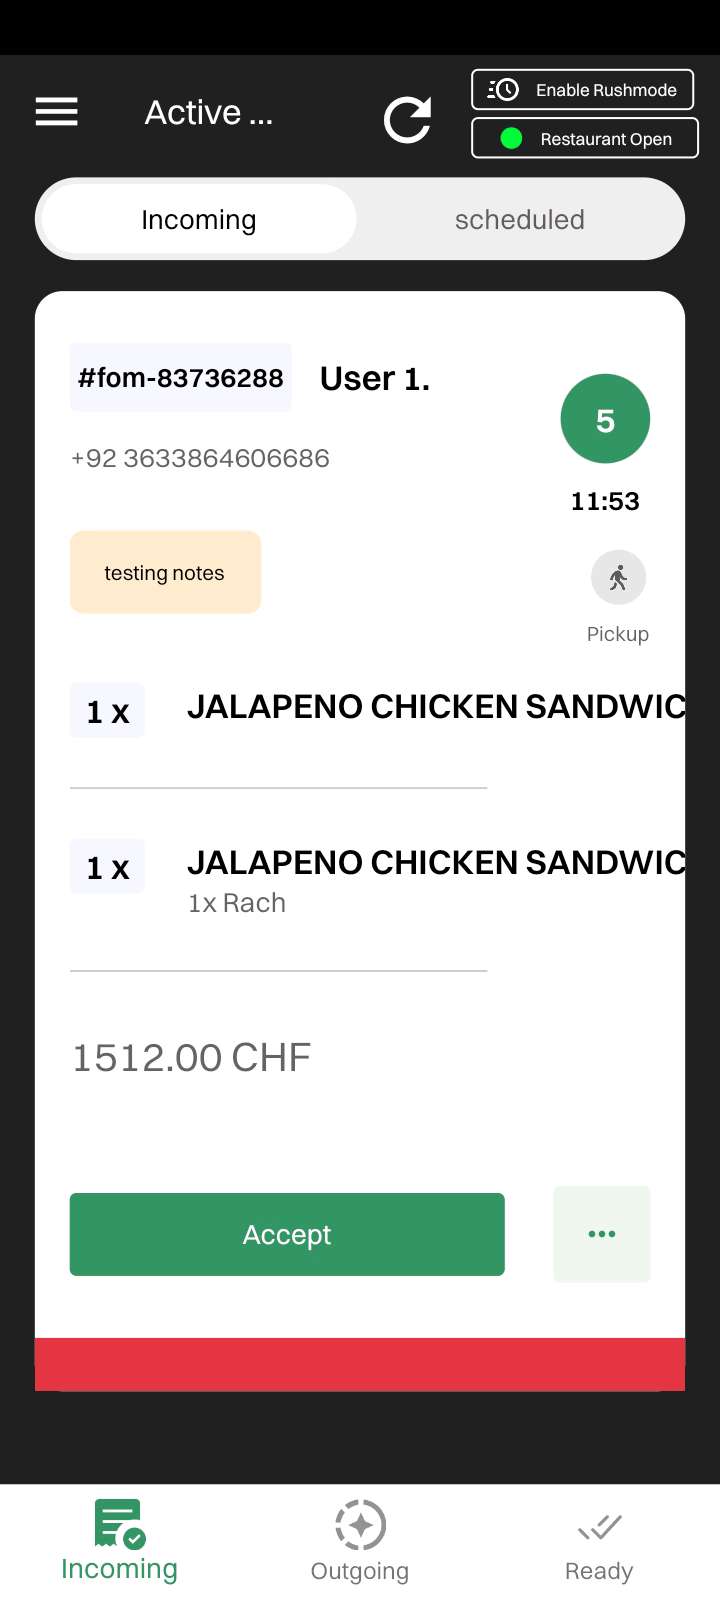 Active ...
Enable Rushmode
Restaurant Open
Incoming
scheduled
#fom-83736288
User 1.
5
+92 3633864606686
11:53
testing notes
Pickup
1 x
JALAPENO CHICKEN SANDWIC
1 x
JALAPENO CHICKEN SANDWIC
1x Rach
1512.00 CHF
Accept
...
Incoming
Outgoing
Ready